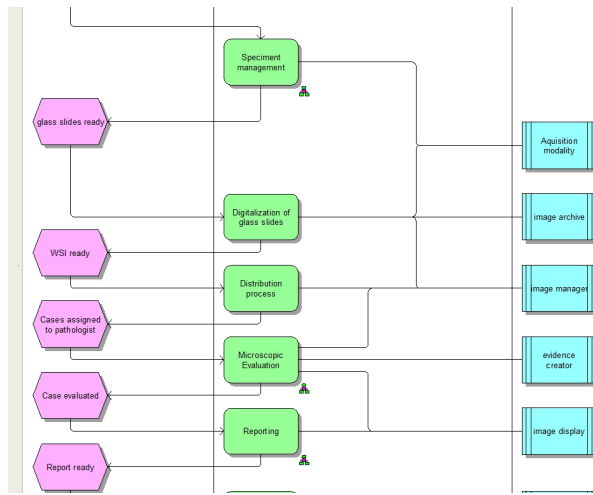 Speciment
management
glass slides ready
Aquisition
modality
Digitalization of
glass slides
image archive
WSI ready
Distribution
process
image manager
Cases assigned
to pathologist
Microscopic
Evaluation
evidence
creator
Case evaluated
Reporting
image display
Report ready